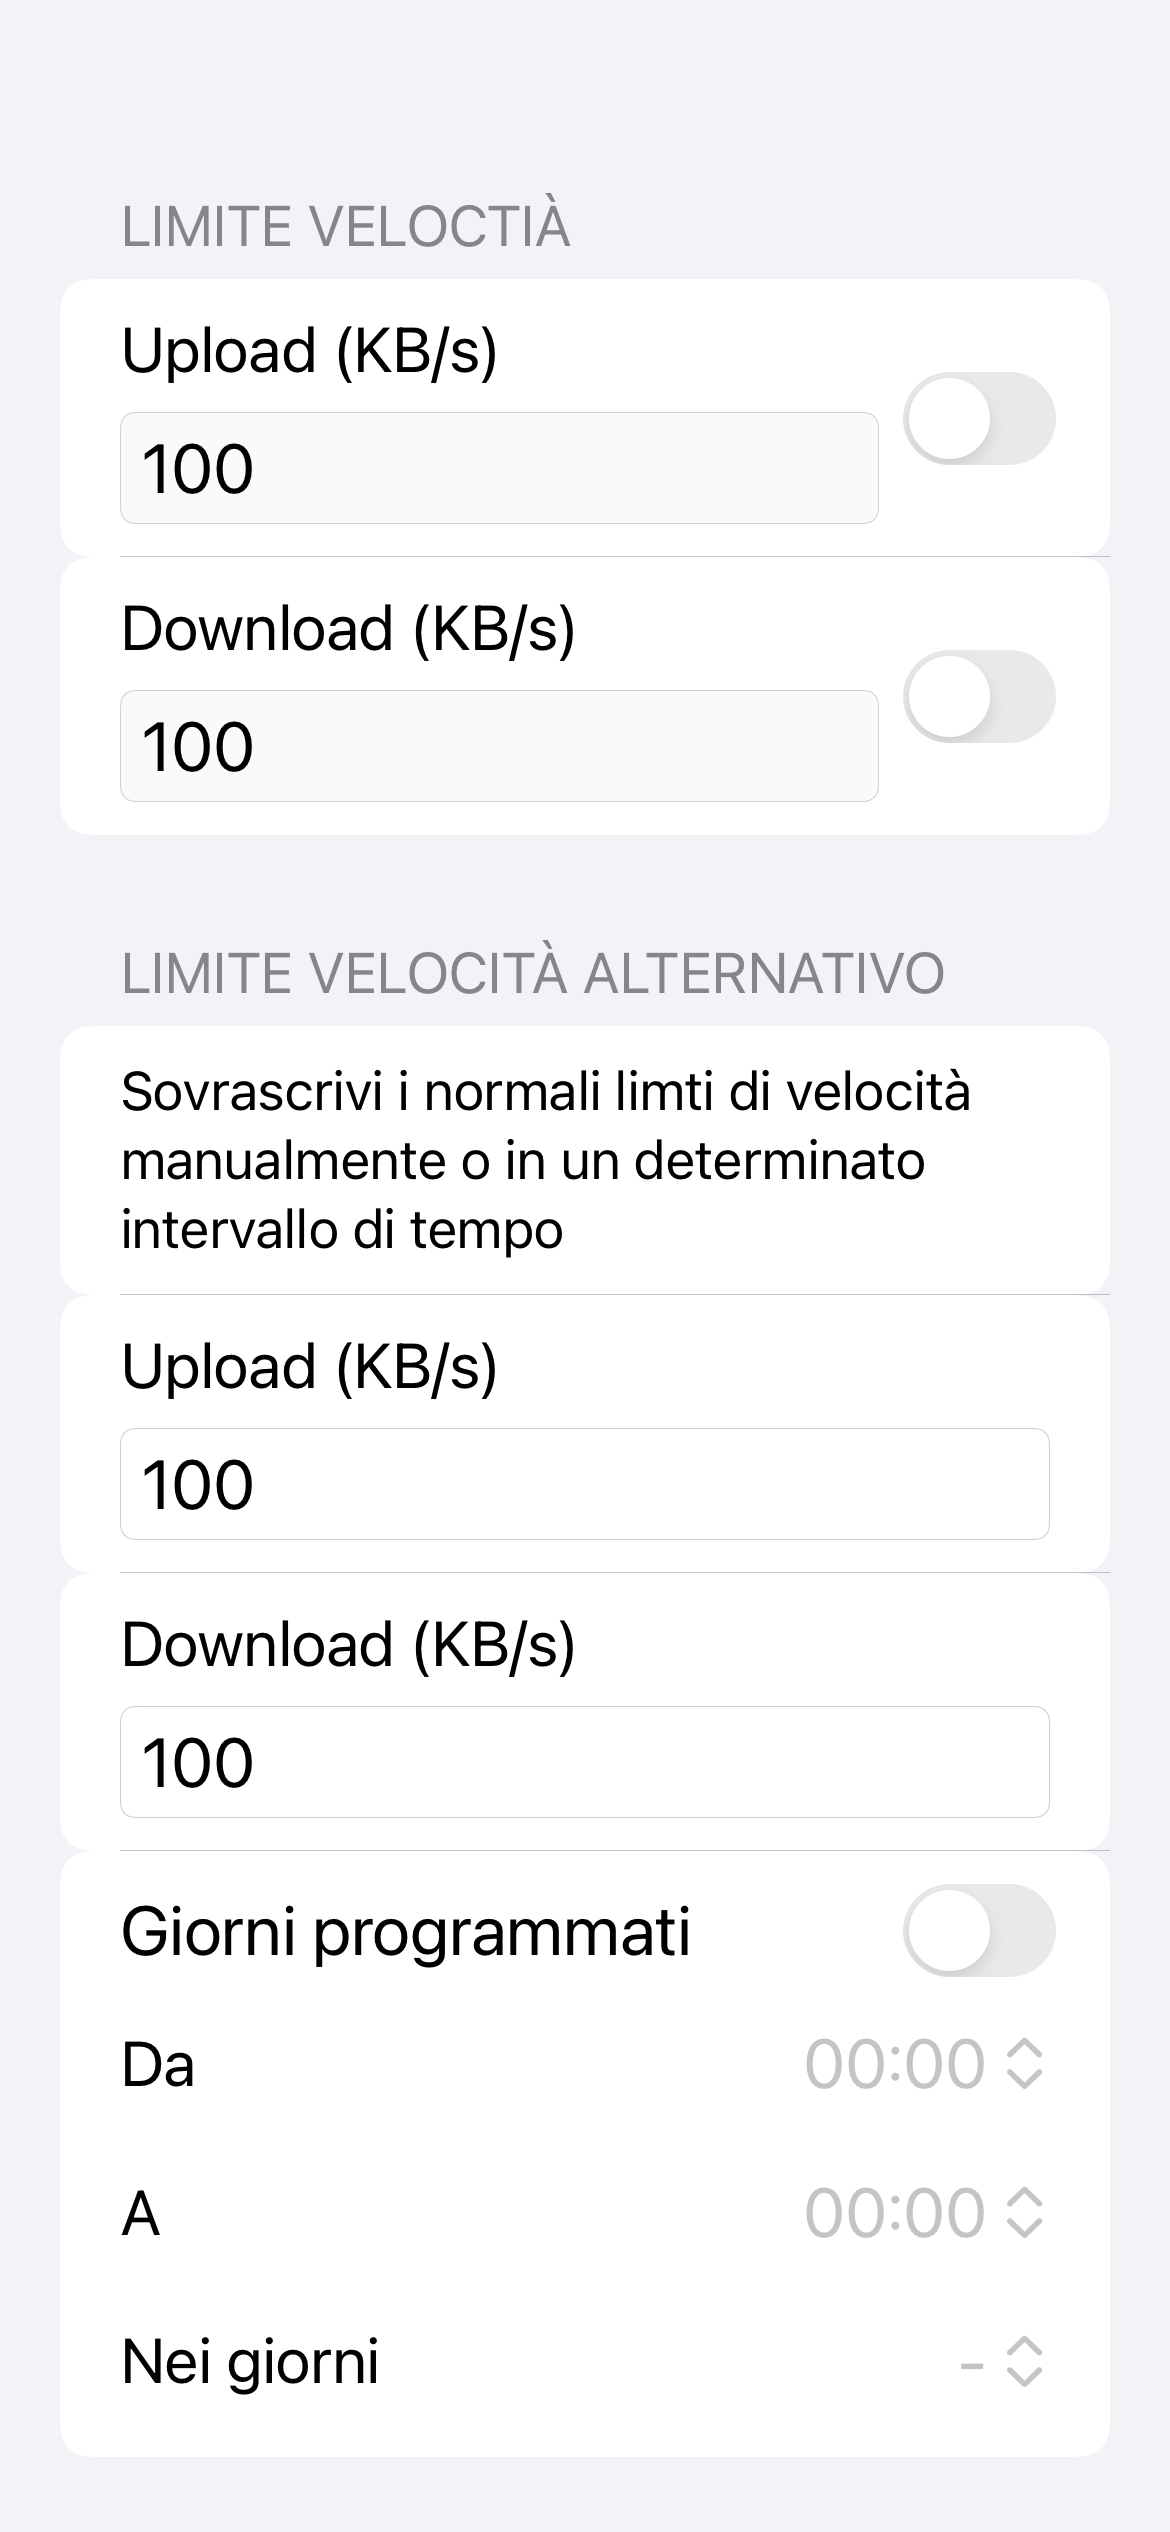 LIMITE VELOCTIÀ
Upload (KB/s)
100
Download (KB/s)
100
LIMITE VELOCITÀ ALTERNATIVO
Sovrascrivi i normali limti di velocità
manualmente o in un determinato
intervallo di tempo
Upload (KB/s)
100
Download (KB/s)
100
Giorni programmati
Da 00:00
A 00:00
Nei giorni -